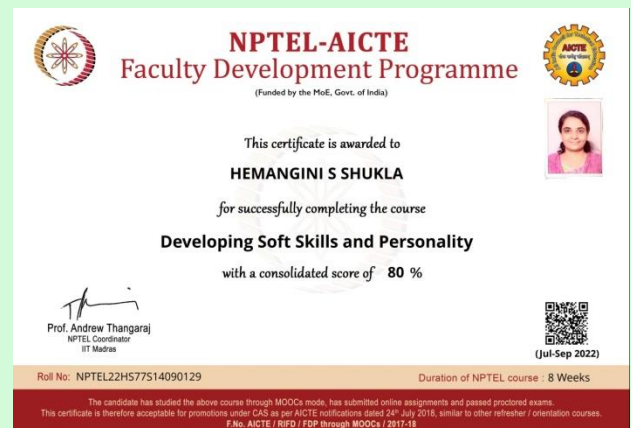 NPTEL-AICTE
Faculty Development Programme
(Funded by the MoE, Govt. of India)
AICTE
This certificate is awarded to
HEMANGINI S SHUKLA
for successfully completing the course
Developing Soft Skills and Personality
with a consolidated score of 80 %
Prof. Andrew Thangaraj
NPTEL Coordinator
IIT Madras
(Jul-Sep 2022)
Roll No: NPTEL22HS77S14090129
Duration of NPTEL course : 8 Weeks
The candidate has studied the above course through MOOCs mode, has submitted online assignments and passed proctored exams.
This certificate is therefore acceptable for promotions under CAS as per AICTE notifications dated 24th July 2018, similar to other refresher / orientation courses.
F.No. AICTE / RIFD / FDP through MOOCs / 2017-18